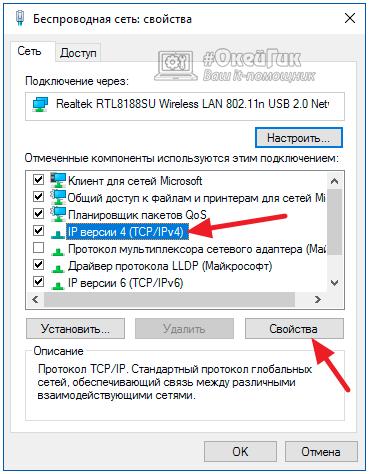 Беспроводная сеть: свойства
Сеть Доступ
#ОкейГик
Ваш it-помощник
Подключение через:
Realtek RTL8188SU Wireless LAN 802.11n USB 2.0 Netw
Настроить...
Отмеченные компоненты используются этим подключением:
Клиент для сетей Microsoft
Общий доступ к файлам и принтерам для сетей Mi
Планировщик пакетов QoS
IP версии 4 (TCP/IPv4)
Протокол мультиплексора сетевого адаптера (Май
Драйвер протокола LLDP (Майкрософт)
IP версии 6 (TCP/IPv6)
Установить... Удалить Свойства
Описание
Протокол TCP/IP. Стандартный протокол глобальных
сетей, обеспечивающий связь между различными
взаимодействующими сетями.
OK Отмена